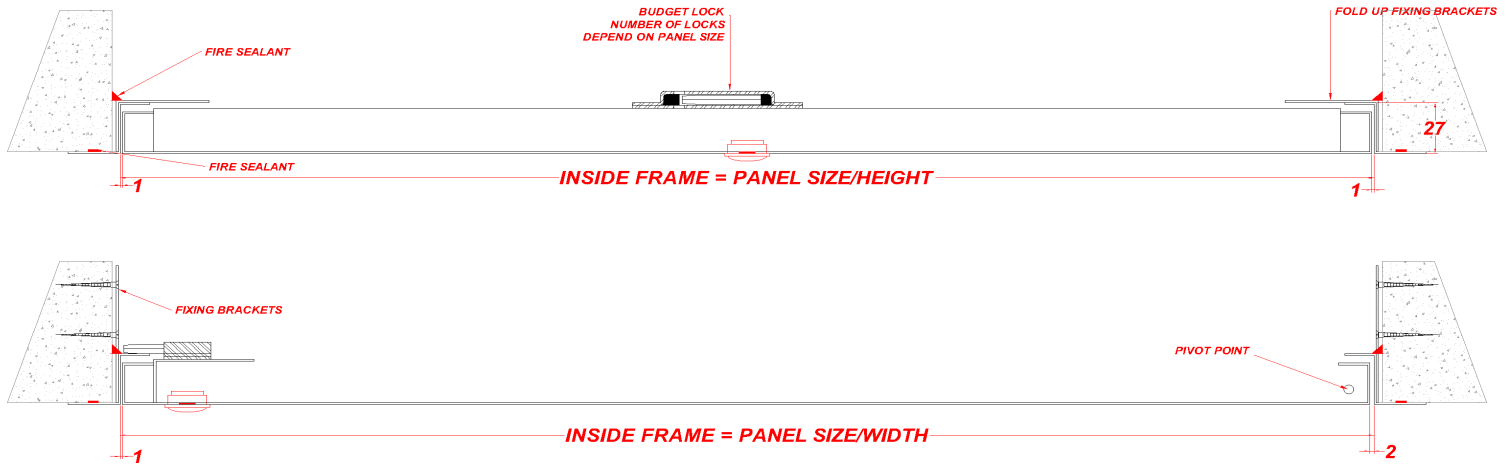 BUDGET LOCK
NUMBER OF LOCKS
DEPEND ON PANEL SIZE
FOLD UP FIXING BRACKETS
FIRE SEALANT
27
FIRE SEALANT
INSIDE FRAME = PANEL SIZE/HEIGHT
1
1
FIXING BRACKETS
PIVOT POINT
INSIDE FRAME = PANEL SIZE/WIDTH
1
2